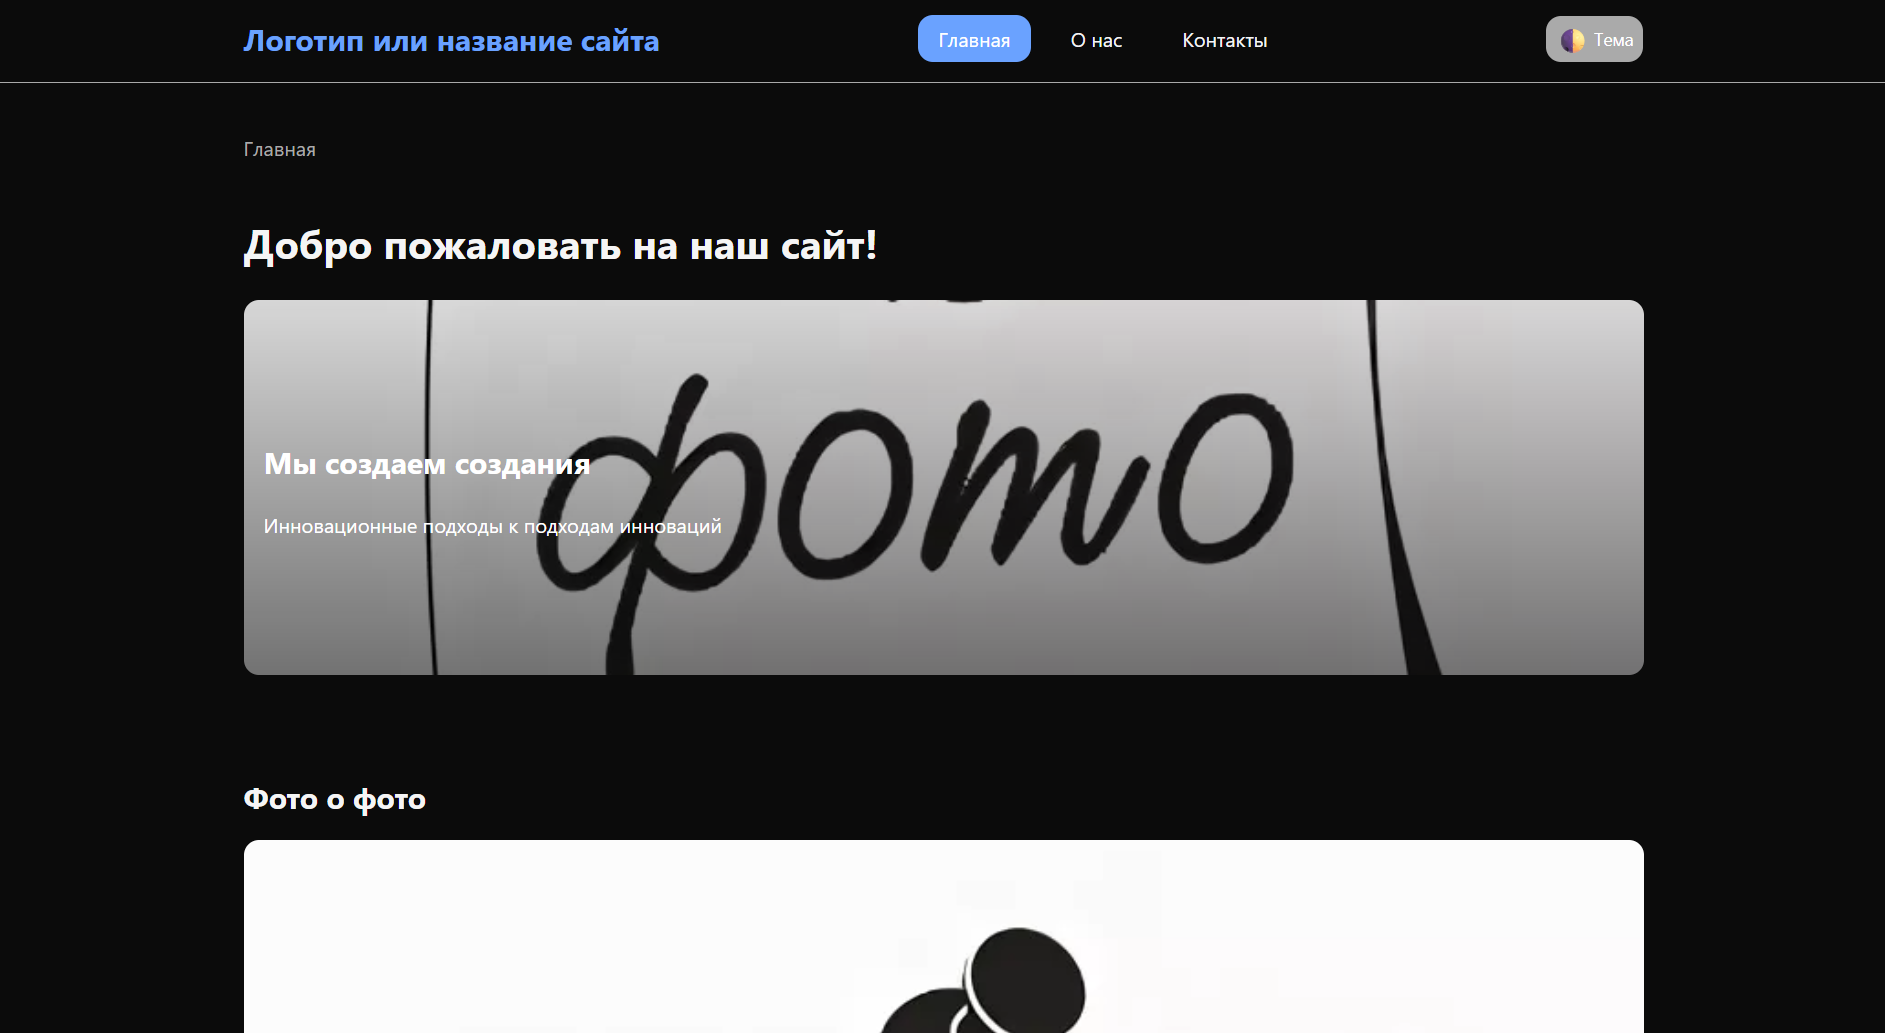 Логотип или название сайта
Главная
О нас
Контакты
Тема
Главная
Добро пожаловать на наш сайт!
фото
Мы создаем создания
Инновационные подходы к подходам инноваций
Фото о фото